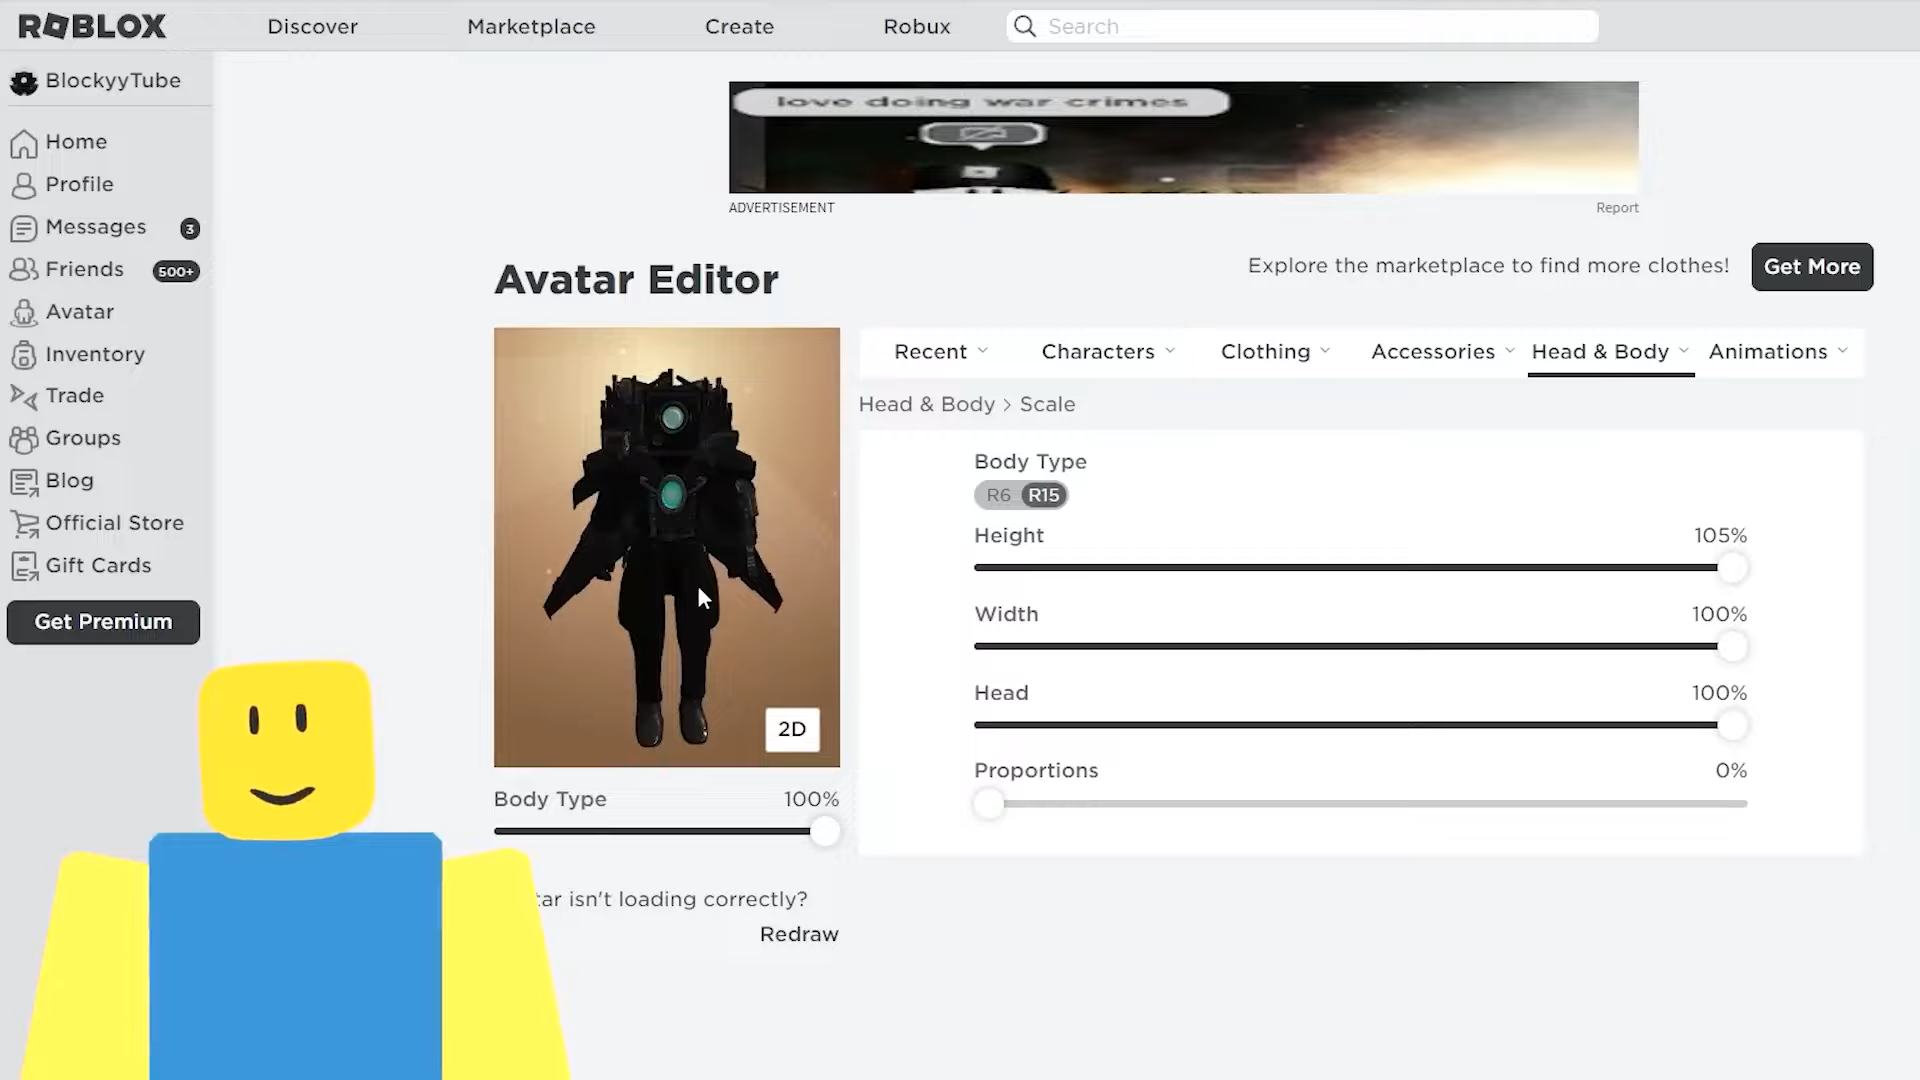 ROBLOX
Discover
Marketplace
Create
Robux
Search
BlockyyTube
Home
Profile
Messages 3
Friends 500+
Avatar
Inventory
Trade
Groups
Blog
Official Store
Gift Cards
Get Premium
love doing war crimes
ADVERTISEMENT
Report
Avatar Editor
Explore the marketplace to find more clothes!
Get More
Recent
Characters
Clothing
Accessories
Head & Body
Animations
Head & Body > Scale
2D
Body Type 100%
tar isn't loading correctly?
Redraw
Body Type
R6 R15
Height 105%
Width 100%
Head 100%
Proportions 0%